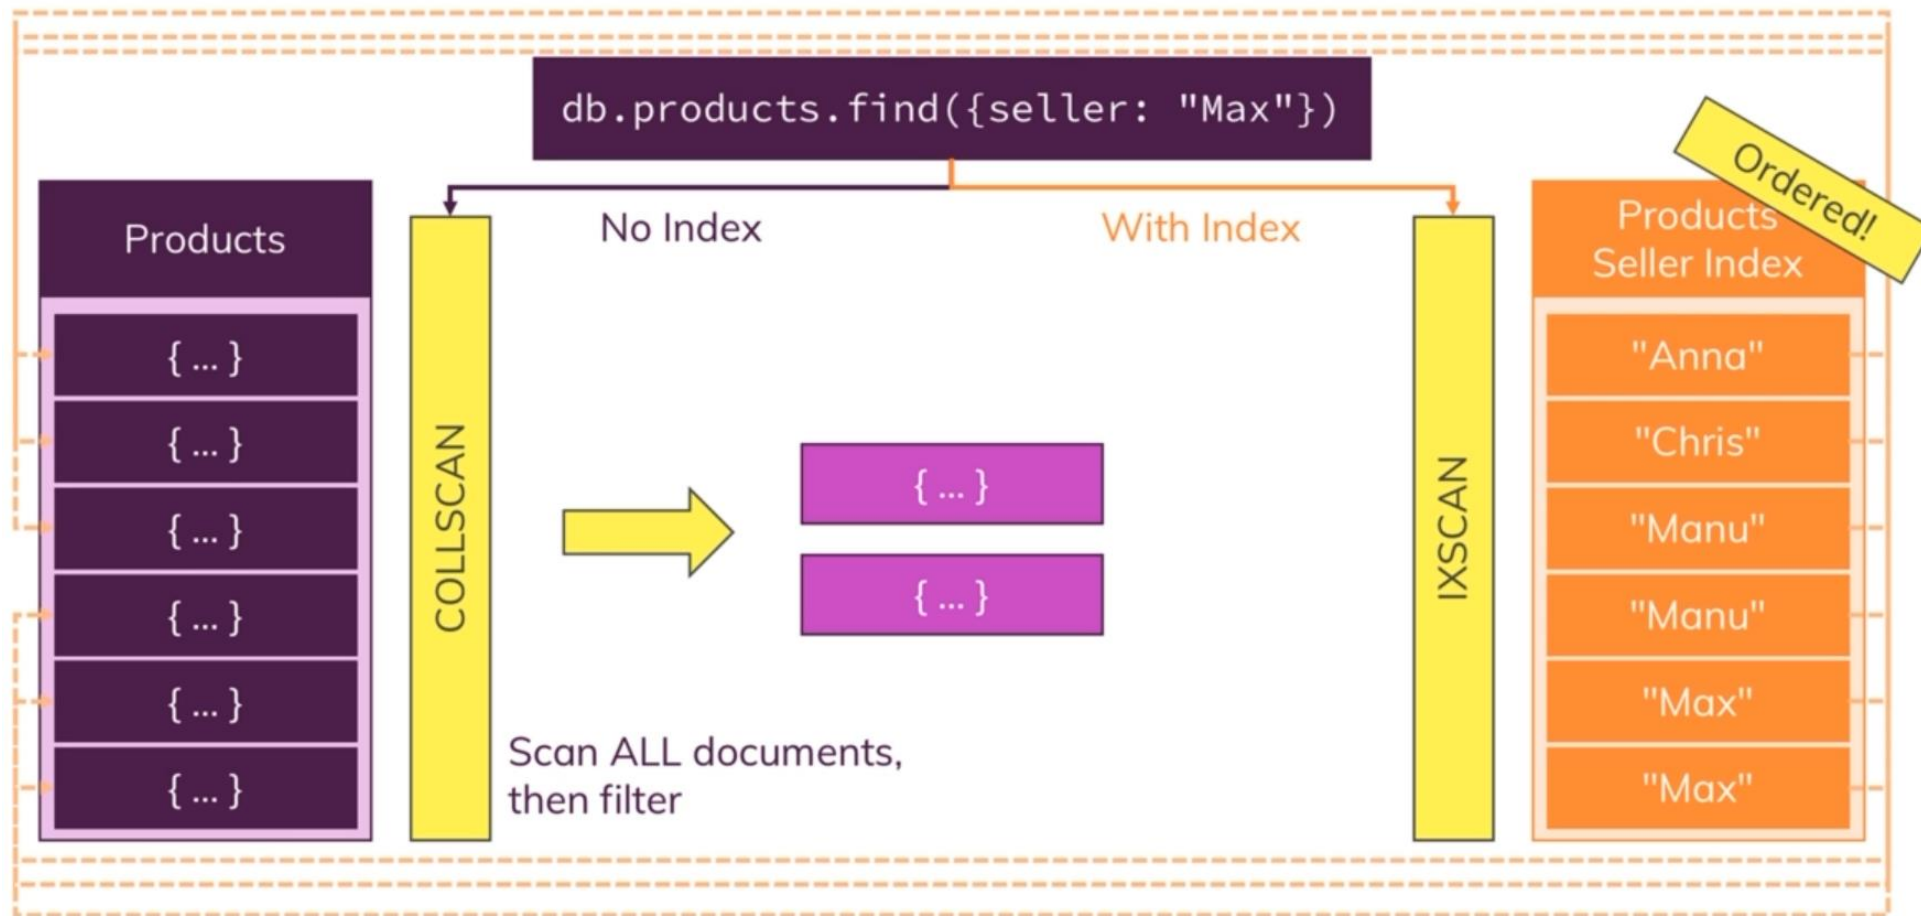 db.products.find({seller: "Max"})
Ordered!
No Index
With Index
Products
{ ... }
{ ... }
{ ... }
{ ... }
{ ... }
{ ... }
COLLSCAN
Scan ALL documents,
then filter
{ ... }
{ ... }
IXSCAN
Products
Seller Index
"Anna"
"Chris"
"Manu"
"Manu"
"Max"
"Max"